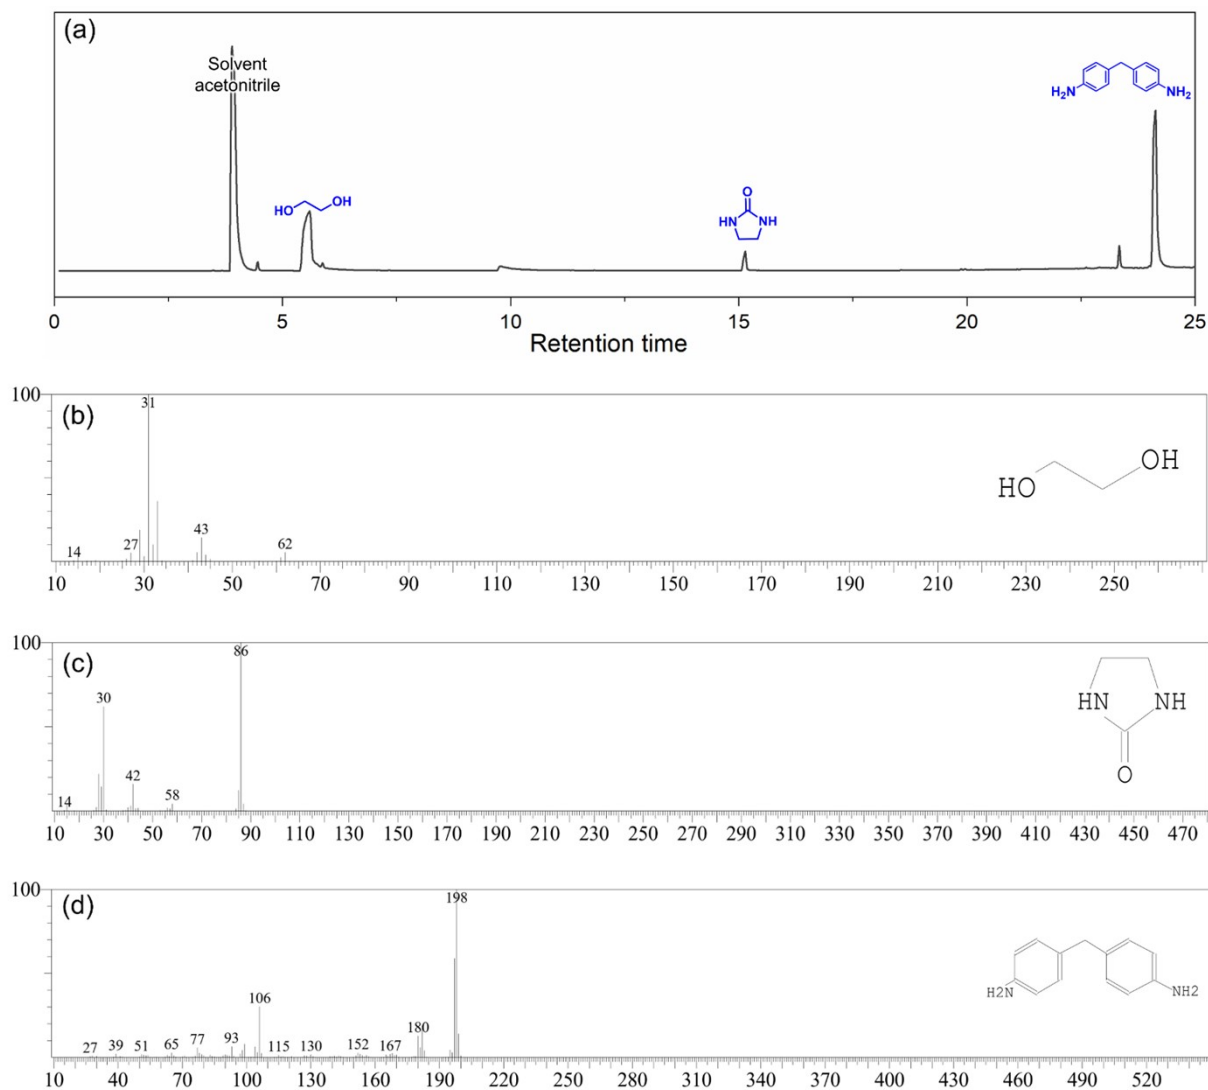 (a)
Solvent
acetonitrile
HO OH
O
HN NH
H₂N NH₂
0 5 10 15 20 25
Retention time
100
(b)
31
14 27 43 62
HO OH
10 30 50 70 90 110 130 150 170 190 210 230 250
100
(c)
86
30
42
14 58
HN NH
O
10 30 50 70 90 110 130 150 170 190 210 230 250 270 290 310 330 350 370 390 410 430 450 470
100
(d)
198
106
180
27 39 51 65 77 93 115 130 152 167
H2N NH2
10 40 70 100 130 160 190 220 250 280 310 340 370 400 430 460 490 520